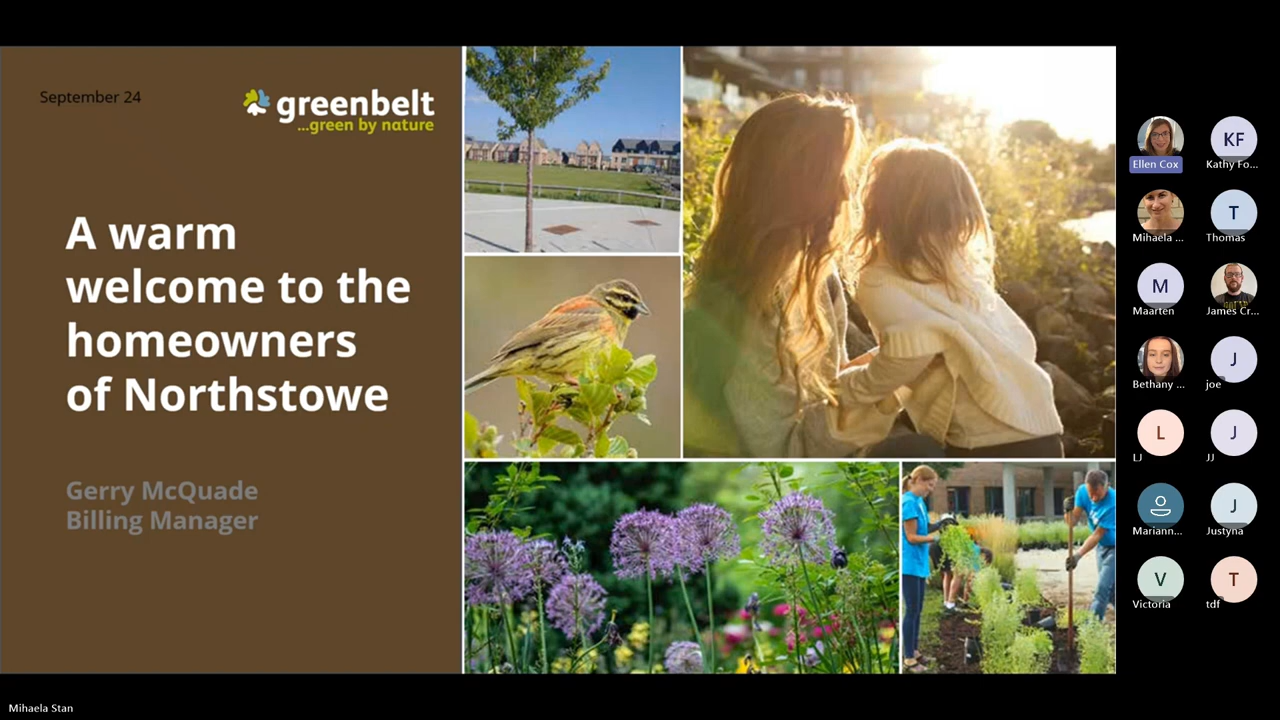 September 24
greenbelt
...green by nature
A warm
welcome to the
homeowners
of Northstowe
Gerry McQuade
Billing Manager
Ellen Cox
KF
Kathy Fo...
Mihaela ...
T
Thomas
M
Maarten
James Cr...
Bethany ...
J
joe
L
LJ
J
JJ
Mariann...
J
Justyna
V
Victoria
T
tdf
Mihaela Stan